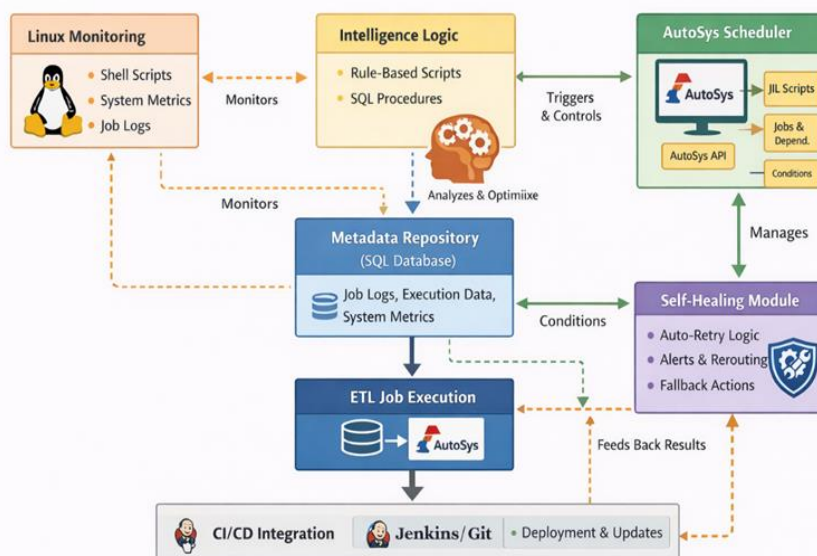 Linux Monitoring
Shell Scripts
System Metrics
Job Logs
Monitors
Intelligence Logic
Rule-Based Scripts
SQL Procedures
Triggers
& Controls
AutoSys Scheduler
AutoSys
JIL Scripts
Jobs &
Depend.
AutoSys API
Conditions
Analyzes & Optimiixe
Monitors
Manages
Metadata Repository
(SQL Database)
Job Logs, Execution Data,
System Metrics
Conditions
Self-Healing Module
Auto-Retry Logic
Alerts & Rerouting
Fallback Actions
ETL Job Execution
AutoSys
Feeds Back Results
CI/CD Integration
Jenkins/Git
Deployment & Updates